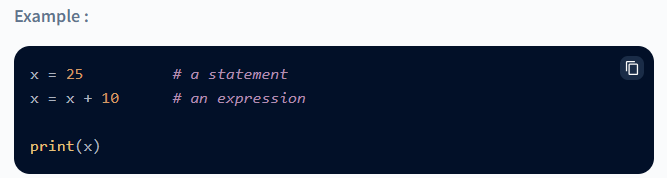 Example :
x = 25          # a statement
x = x + 10      # an expression
print(x)